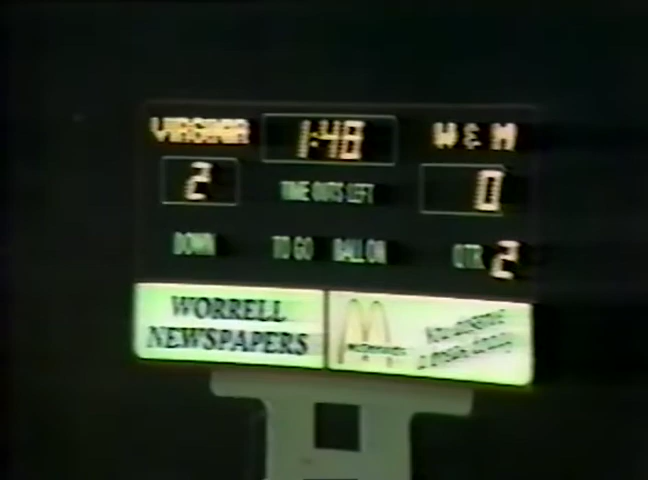 VIRGINIA 1:48 W & M
2 TIME OUTS LEFT 0
DOWN TO GO BALL ON QTR 2
WORRELL
NEWSPAPERS
M